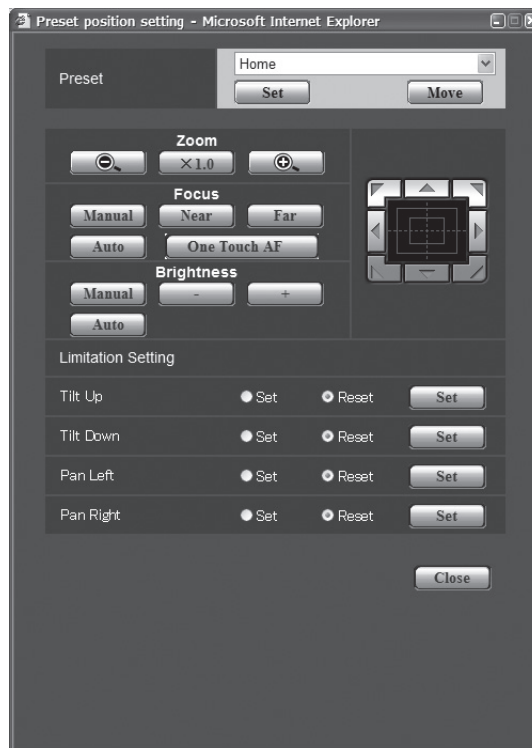 Preset position setting - Microsoft Internet Explorer
Preset
Home
Set Move
Zoom
×1.0
Focus
Manual Near Far
Auto One Touch AF
Brightness
Manual - +
Auto
Limitation Setting
Tilt Up Set Reset Set
Tilt Down Set Reset Set
Pan Left Set Reset Set
Pan Right Set Reset Set
Close